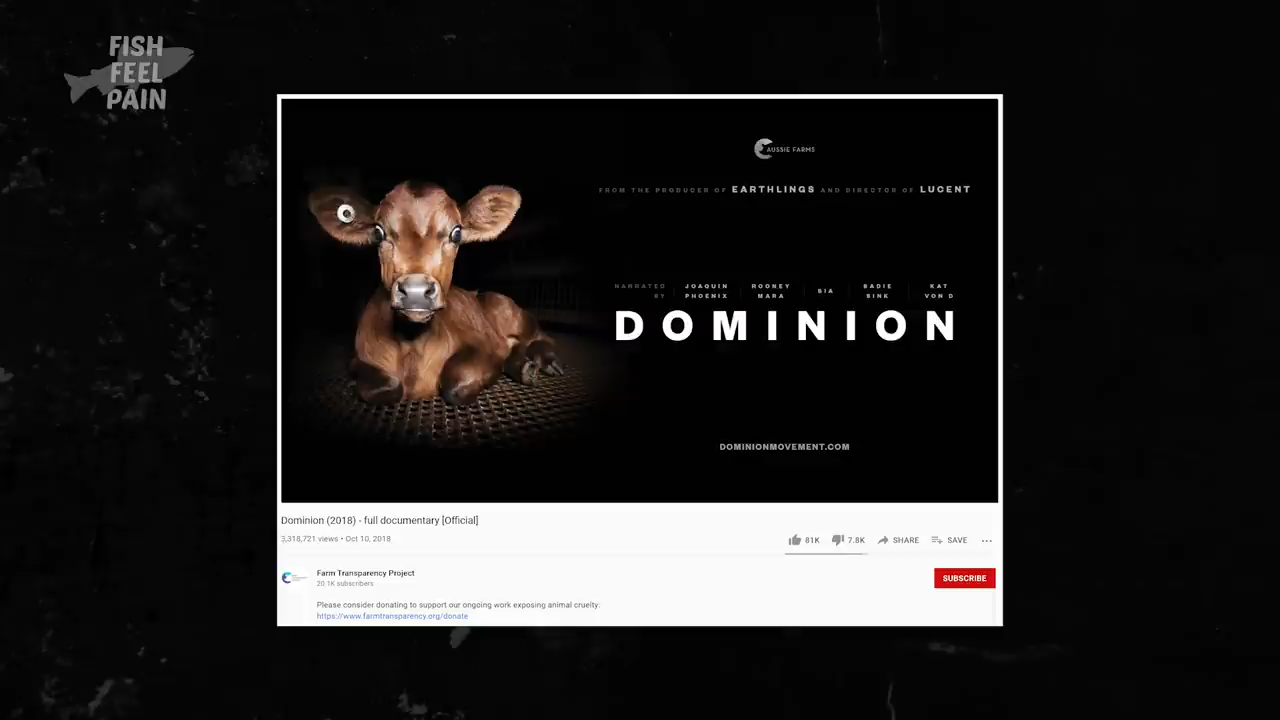 FISH
FEEL
PAIN
AUSSIE FARMS
FROM THE PRODUCER OF EARTHLINGS AND DIRECTOR OF LUCENT
NARRATED BY
JOAQUIN PHOENIX
ROONEY MARA
SIA
SADIE SINK
KAT VON D
DOMINION
DOMINIONMOVEMENT.COM
Dominion (2018) - full documentary [Official]
3,318,721 views • Oct 10, 2018
81K 7.8K SHARE SAVE ...
Farm Transparency Project
20.1K subscribers
SUBSCRIBE
Please consider donating to support our ongoing work exposing animal cruelty:
https://www.farmtransparency.org/donate